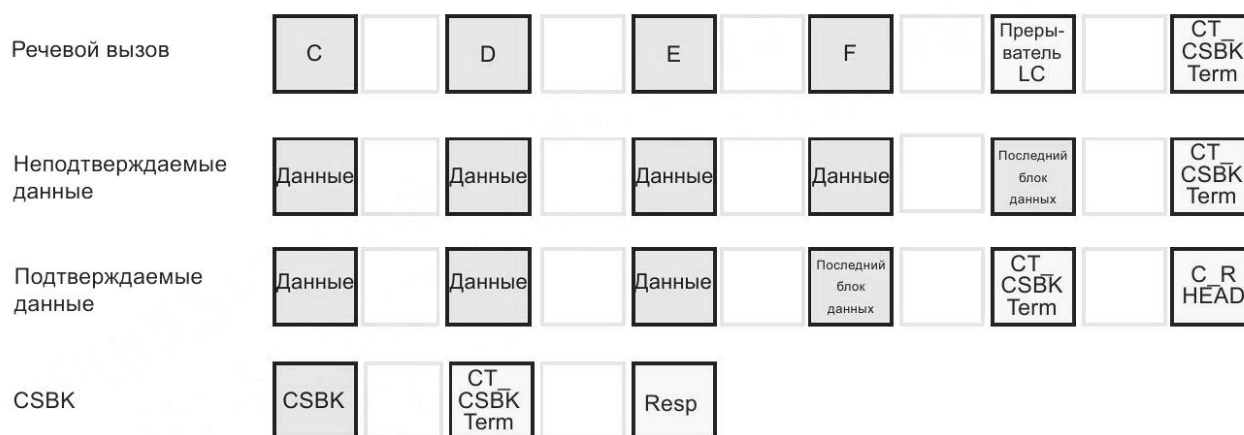 Речевой вызов
C
D
E
F
Преры-
ватель
LC
CT_
CSBK
Term
Неподтверждаемые
данные
Данные
Данные
Данные
Данные
Последний
блок
данных
CT_
CSBK
Term
Подтверждаемые
данные
Данные
Данные
Данные
Последний
блок
данных
CT_
CSBK
Term
C_R
HEAD
CSBK
CSBK
CT_
CSBK
Term
Resp